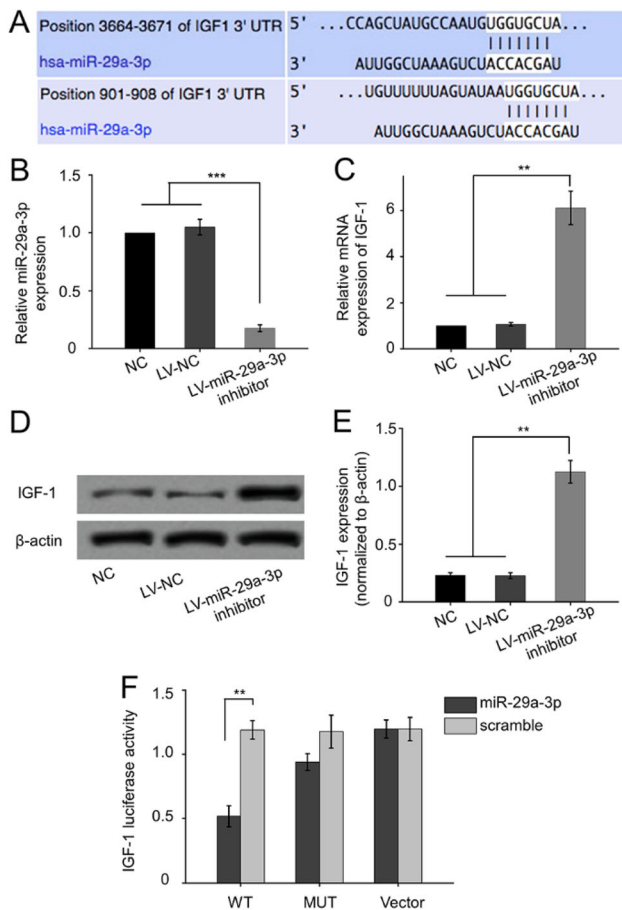 A
Position 3664-3671 of IGF1 3' UTR 5' ...CCAGCUAUGCCAAUGUGGUGCUA...
hsa-miR-29a-3p 3' AUUGGCUAAAGUCUACCACGAU
Position 901-908 of IGF1 3' UTR 5' ...UGUUUUUUAGUAUAAUGGUGCUA...
hsa-miR-29a-3p 3' AUUGGCUAAAGUCUACCACGAU
B
Relative miR-29a-3p
expression
1.5
1.0
0.5
0
***
NC
LV-NC
LV-miR-29a-3p
inhibitor
C
Relative mRNA
expression of IGF-1
6
4
2
1
0
**
NC
LV-NC
LV-miR-29a-3p
inhibitor
D
IGF-1
β-actin
NC
LV-NC
LV-miR-29a-3p
inhibitor
E
IGF-1 expression
(normalized to β-actin)
1.5
1.0
0.5
0
**
NC
LV-NC
LV-miR-29a-3p
inhibitor
F
IGF-1 luciferase activity
1.5
1.0
0.5
0
**
miR-29a-3p
scramble
WT
MUT
Vector